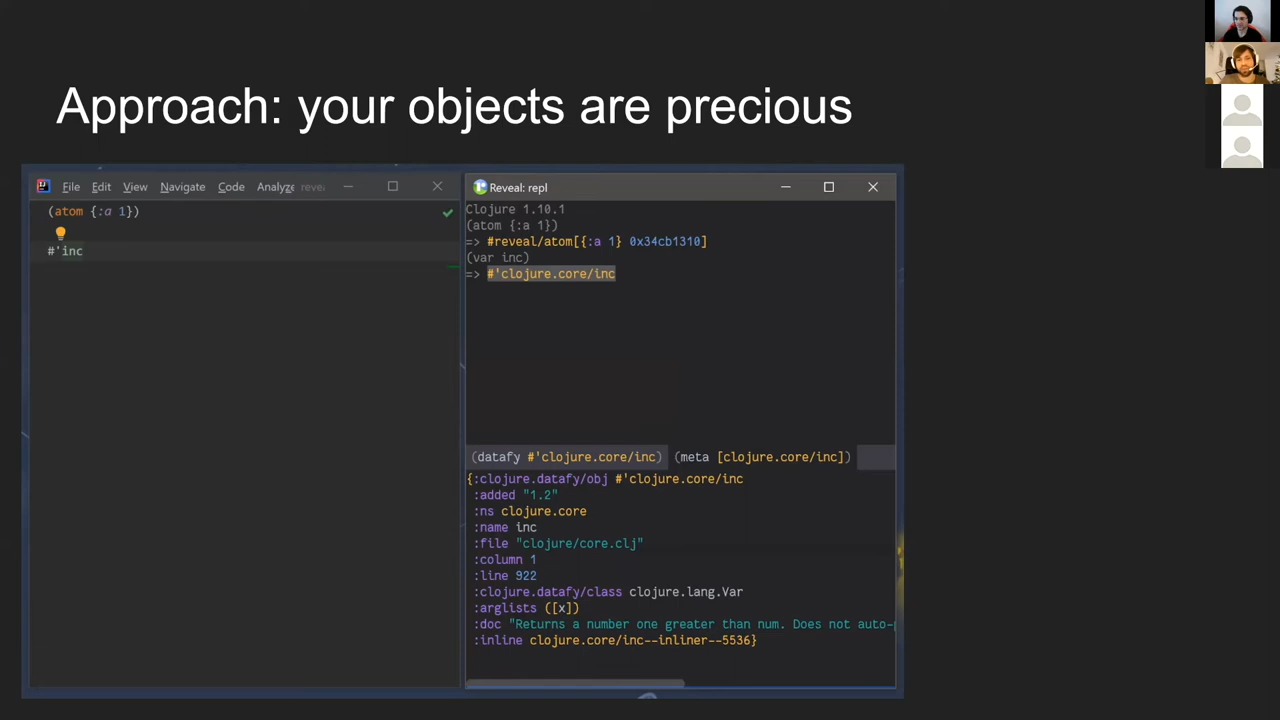 Approach: your objects are precious
File Edit View Navigate Code Analyze revea
(atom {:a 1})
#'inc
Reveal: repl
Clojure 1.10.1
(atom {:a 1})
=> #reveal/atom[{:a 1} 0x34cb1310]
(var inc)
=> #'clojure.core/inc
(datafy #'clojure.core/inc) (meta [clojure.core/inc])
{:clojure.datafy/obj #'clojure.core/inc
:added "1.2"
:ns clojure.core
:name inc
:file "clojure/core.clj"
:column 1
:line 922
:clojure.datafy/class clojure.lang.Var
:arglists ([x])
:doc "Returns a number one greater than num. Does not auto-
:inline clojure.core/inc--inliner--5536}